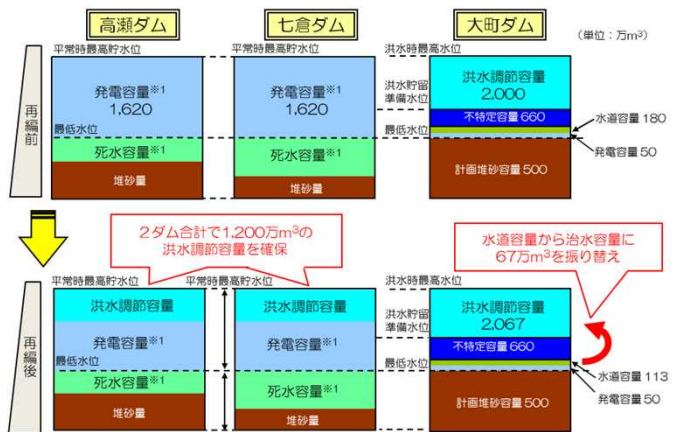 高瀬ダム
七倉ダム
大町ダム
(単位:万m³)
平常時最高貯水位
平常時最高貯水位
洪水時最高水位
再編前
発電容量※1
1,620
発電容量※1
1,620
洪水調節容量
2,000
洪水貯留
準備水位
不特定容量 660
水道容量 180
最低水位
最低水位
発電容量 50
死水容量※1
死水容量※1
堆砂量
堆砂量
計画堆砂容量 500
2ダム合計で1,200万m³の
洪水調節容量を確保
水道容量から治水容量に
67万m³を振り替え
平常時最高貯水位
平常時最高貯水位
洪水時最高水位
再編後
洪水調節容量
洪水調節容量
洪水調節容量
2,067
洪水貯留
準備水位
発電容量※1
発電容量※1
不特定容量 660
最低水位
最低水位
水道容量 113
発電容量 50
死水容量※1
死水容量※1
堆砂量
堆砂量
計画堆砂容量 500